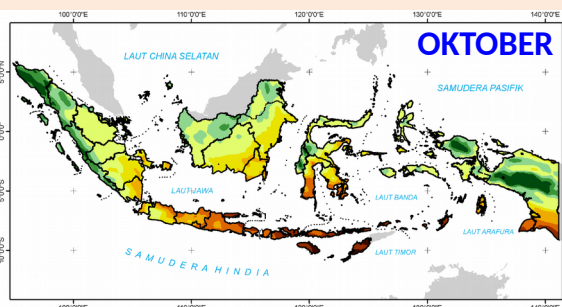 100°0'0"E 110°0'0"E 120°0'0"E 130°0'0"E 140°0'0"E
OKTOBER
LAUT CHINA SELATAN
SAMUDERA PASIFIK
LAUT JAWA
LAUT BANDA
LAUT ARAFURA
LAUT TIMOR
SAMUDERA HINDIA